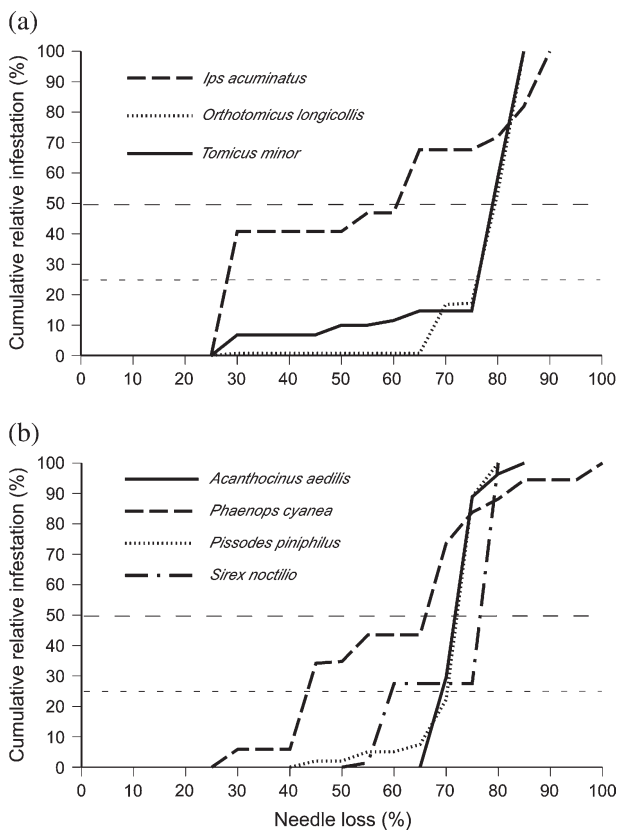 (a)
Cumulative relative infestation (%)
100
90
80
70
60
50
40
30
20
10
0
Ips acuminatus
Orthotomicus longicollis
Tomicus minor
0 10 20 30 40 50 60 70 80 90 100
(b)
Cumulative relative infestation (%)
100
90
80
70
60
50
40
30
20
10
0
Acanthocinus aedilis
Phaenops cyanea
Pissodes piniphilus
Sirex noctilio
0 10 20 30 40 50 60 70 80 90 100
Needle loss (%)